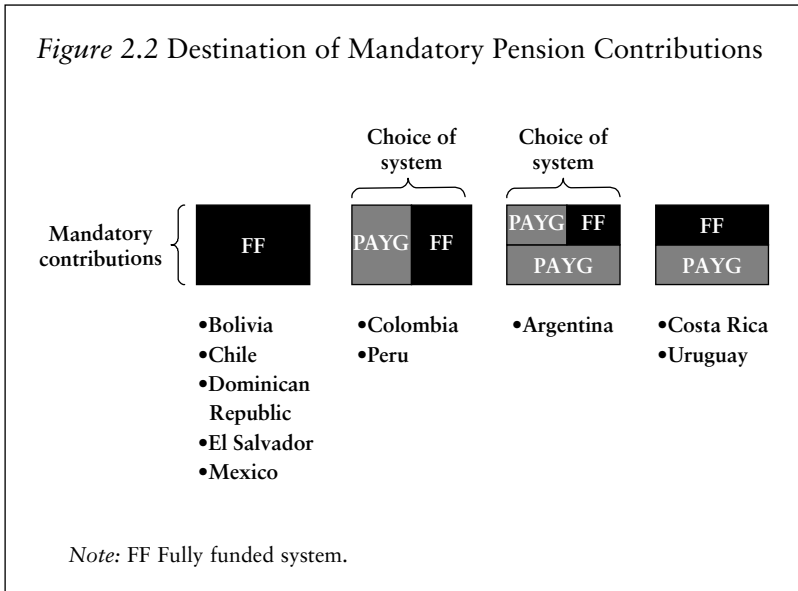 Figure 2.2 Destination of Mandatory Pension Contributions
Choice of
system
Choice of
system
Mandatory
contributions
FF
PAYG FF
PAYG FF
PAYG
FF
PAYG
•Bolivia
•Chile
•Dominican
Republic
•El Salvador
•Mexico
•Colombia
•Peru
•Argentina
•Costa Rica
•Uruguay
Note: FF Fully funded system.